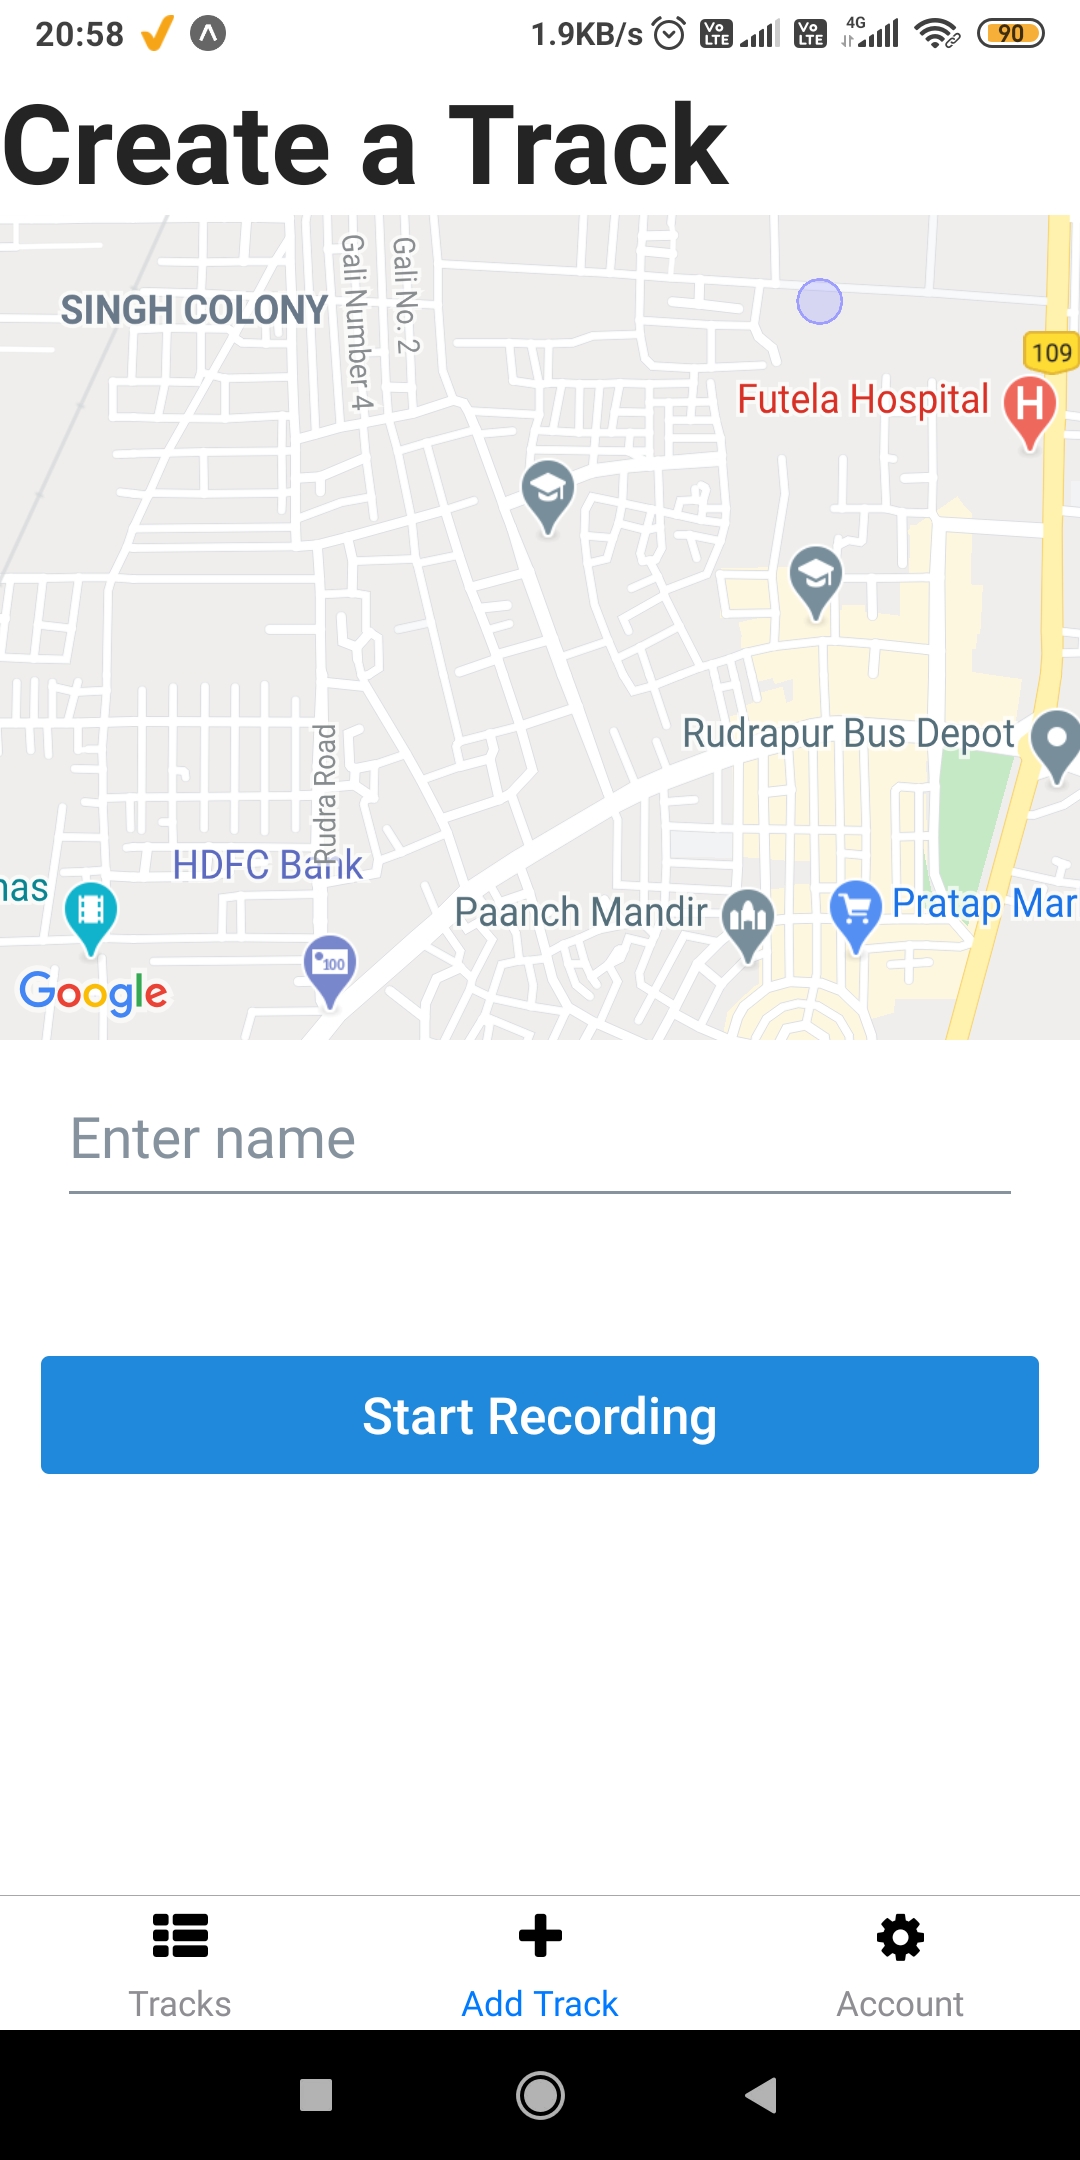 20:58
1.9KB/s Vo LTE Vo LTE 4G 90
Create a Track
Gali Number 4
Gali No. 2
SINGH COLONY
109
Futela Hospital
H
Rudrapur Bus Depot
Rudra Road
HDFC Bank
nas
Paanch Mandir
Pratap Mar
100
Google
Enter name
Start Recording
Tracks
Add Track
Account